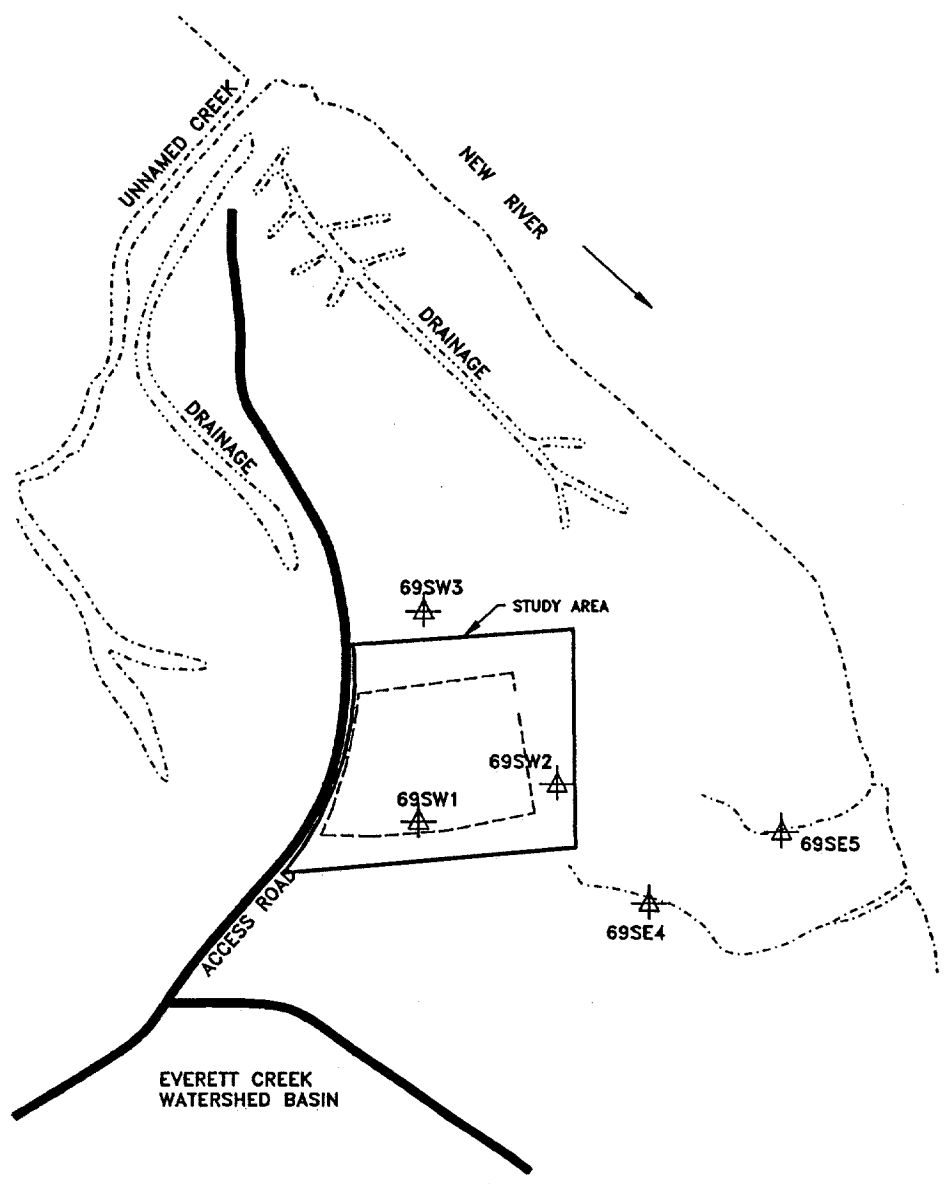 UNNAMED CREEK
NEW RIVER
DRAINAGE
DRAINAGE
69SW3
STUDY AREA
69SW2
69SW1
69SE5
69SE4
ACCESS ROAD
EVERETT CREEK
WATERSHED BASIN